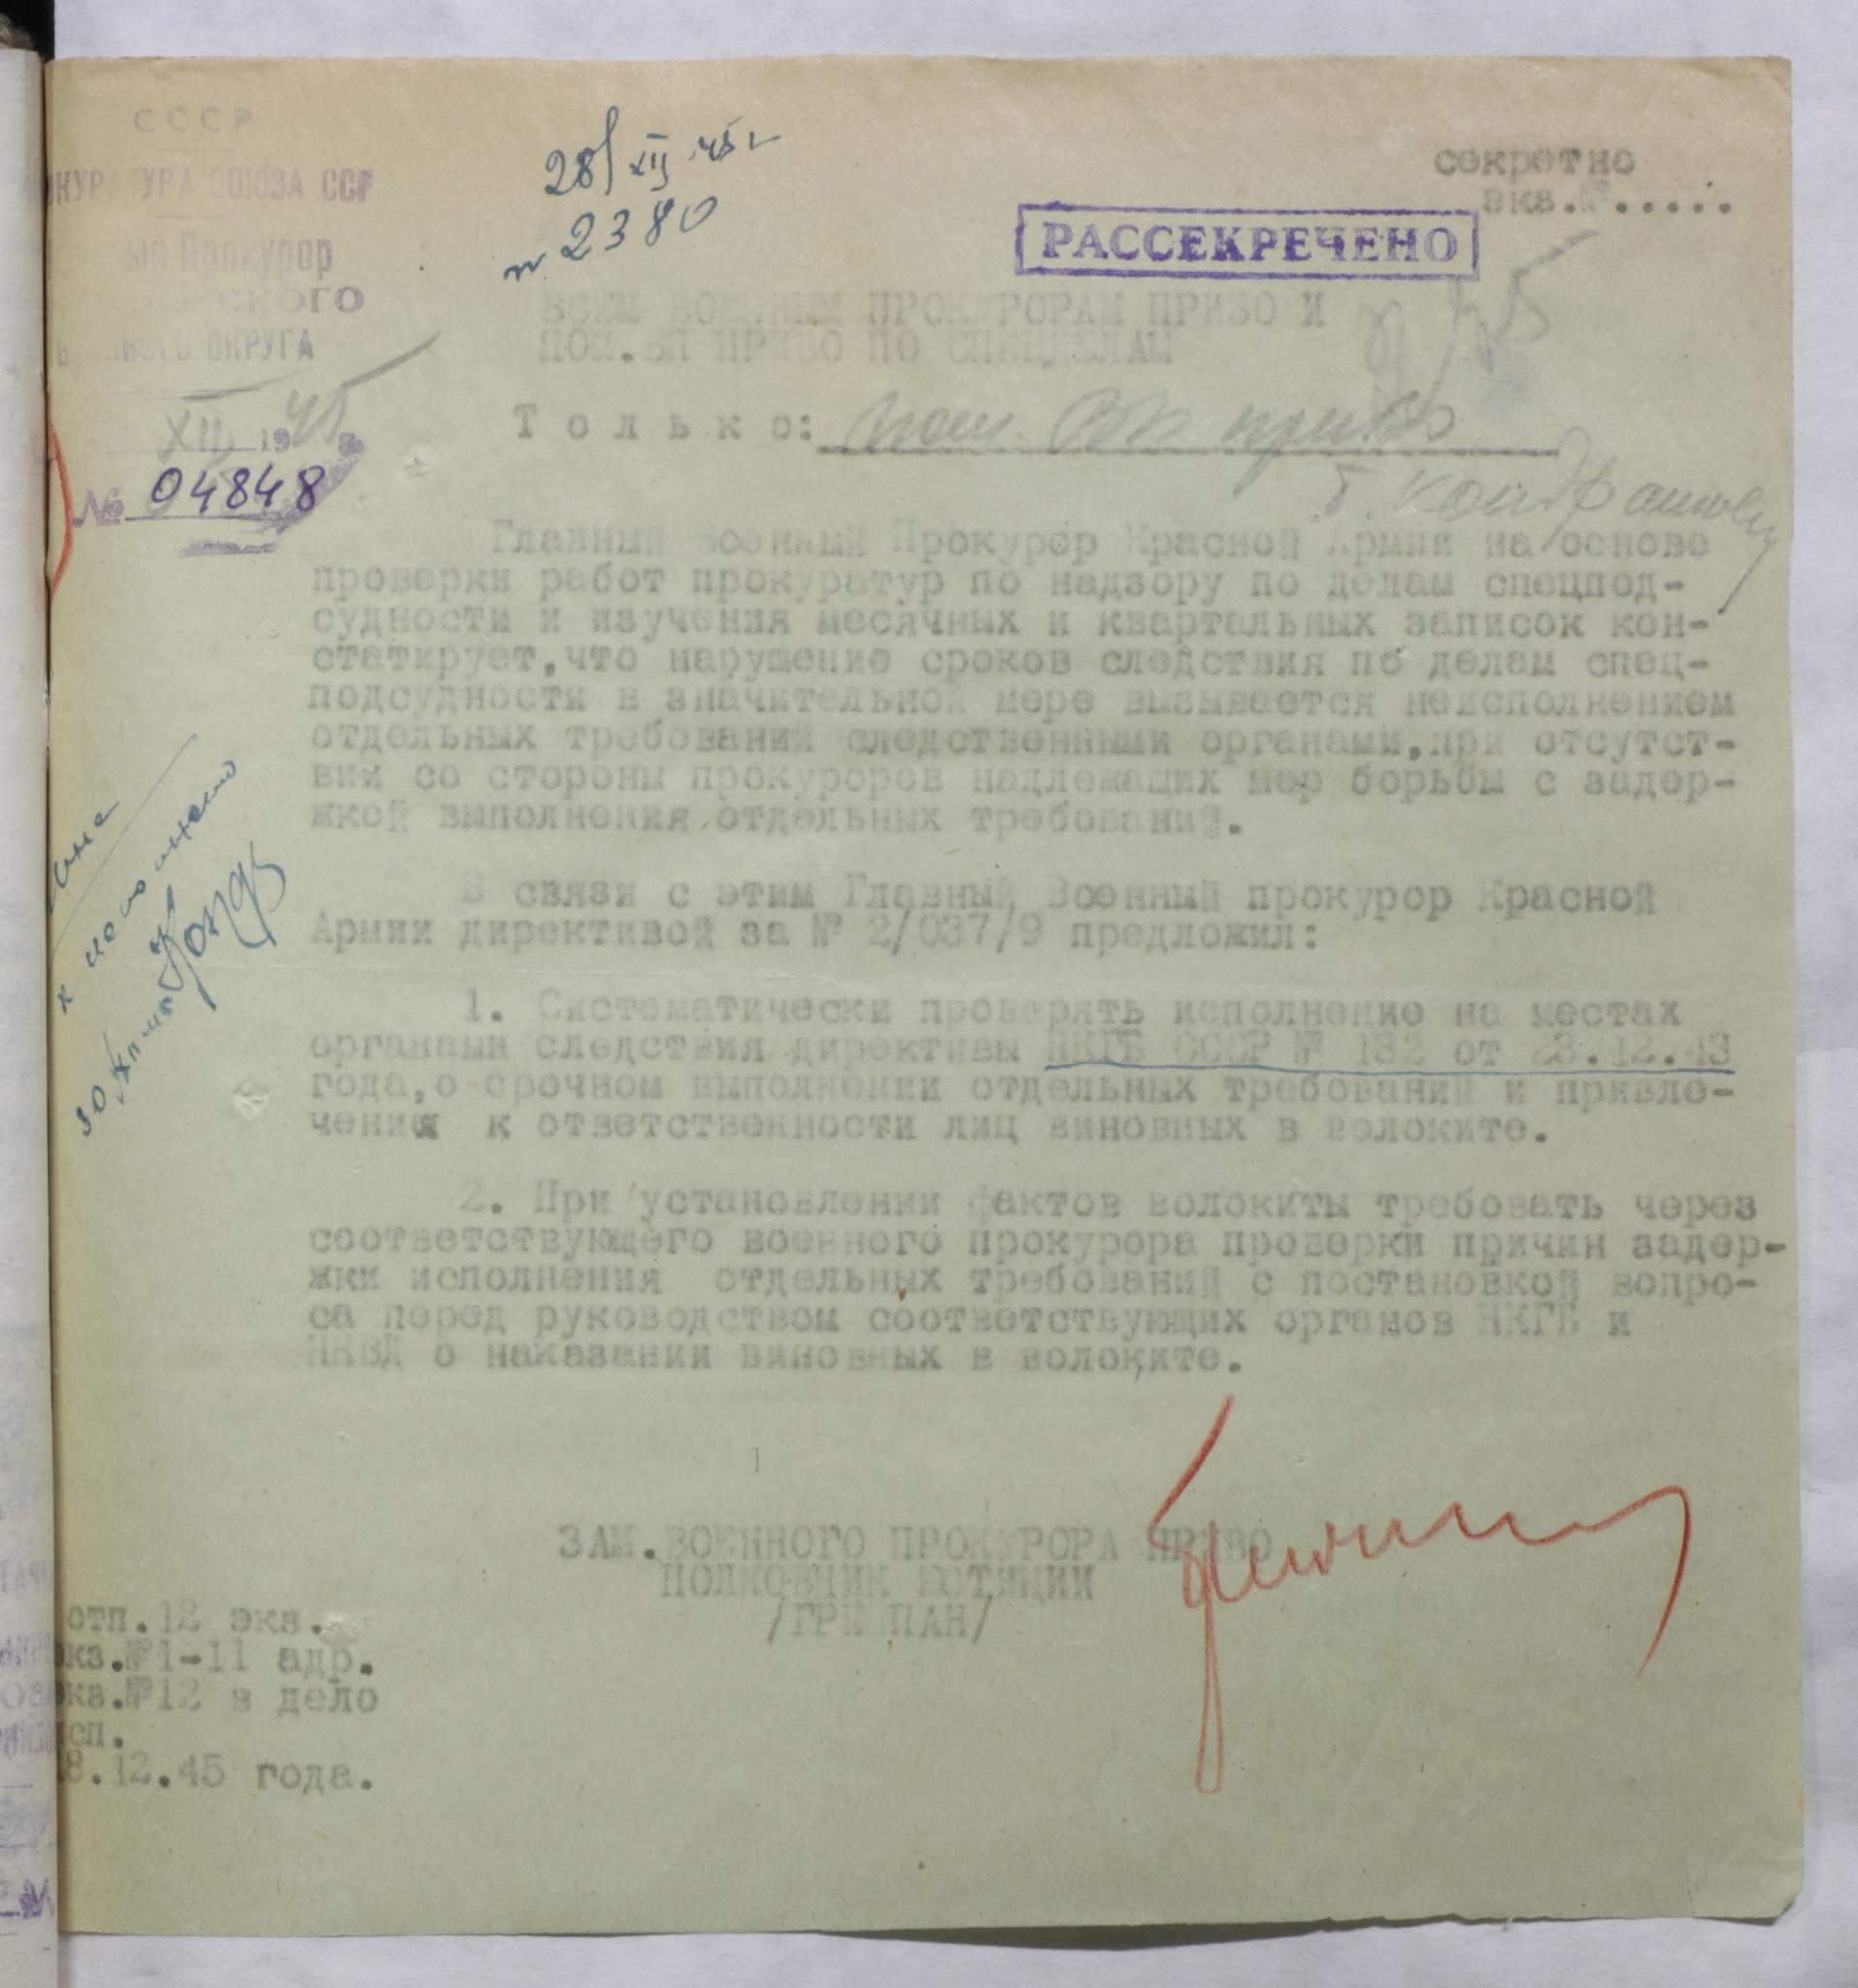 СССР
ПРОКУРАТУРА СОЮЗА ССР
Прокурор
СКОГО
ВОЕННОГО ОКРУГА
XII 1945
№ 04848
28/XII 45 г
2380
секретно
экз.№.....
РАССЕКРЕЧЕНО
ВСЕМ ВОЕННЫМ ПРОКУРОРАМ ПРИВО И
ПОМ.ВП ПРИВО ПО СПЕЦДЕЛАМ
Только: пом. ВП приво
т. Кондрашову
Главный Военный Прокурор Красной Армии на основе
проверки работ прокуратур по надзору по делам спецпод-
судности и изучения месячных и квартальных записок кон-
статирует,что нарушение сроков следствия по делам спец-
подсудности в значительной мере вызывается неисполнением
отдельных требований следственными органами,при отсутст-
вии со стороны прокуроров надлежащих мер борьбы с задер-
жкой выполнения отдельных требований.
В связи с этим Главный Военный прокурор Красной
Армии директивой за № 2/037/9 предложил:
1. Систематически проверять исполнение на местах
органами следствия директивы НКГБ СССР № 132 от 23.12.43
года,о срочном выполнении отдельных требований и привле-
чения к ответственности лиц виновных в волоките.
2. При установлении фактов волокиты требовать через
соответствующего военного прокурора проверки причин задер-
жки исполнения отдельных требований с постановкой вопро-
са перед руководством соответствующих органов НКГБ и
НКВД о наказании виновных в волоките.
к исполнению
30
ЗАМ.ВОЕННОГО ПРОКУРОРА ПРИВО
ПОЛКОВНИК ЮСТИЦИИ
/ГРИ ПАН/
отп.12 экз.
экз.№1-11 адр.
экз.№12 в дело
исп.
8.12.45 года.